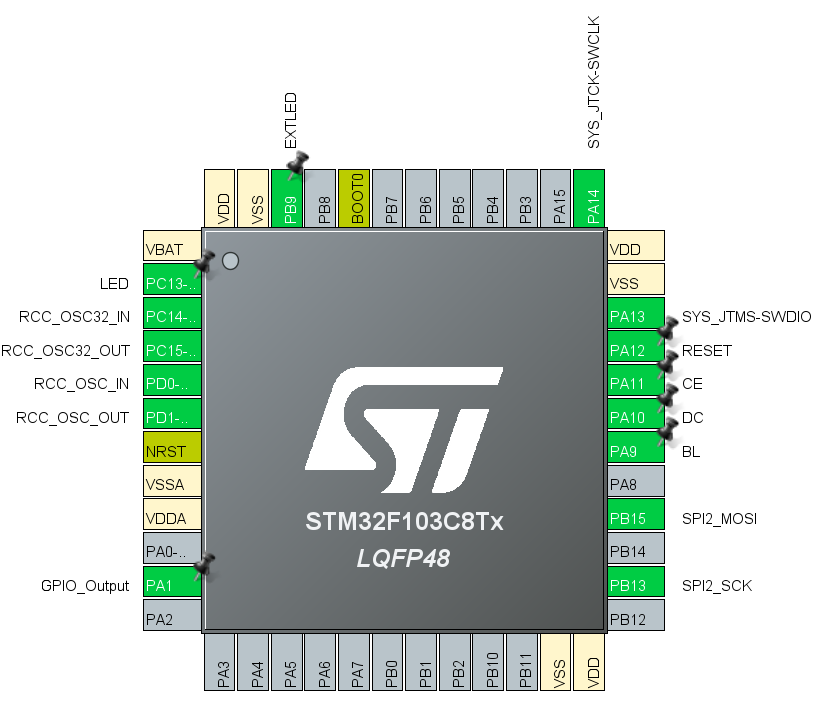 SYS_JTCK-SWCLK
EXTLED
VDD
VSS
PB9
PB8
BOOT0
PB7
PB6
PB5
PB4
PB3
PA15
PA14
VBAT
LED PC13-..
RCC_OSC32_IN PC14-..
RCC_OSC32_OUT PC15-..
RCC_OSC_IN PD0-..
RCC_OSC_OUT PD1-..
NRST
VSSA
VDDA
PA0-..
GPIO_Output PA1
PA2
ST
STM32F103C8Tx
LQFP48
VDD
VSS
PA13 SYS_JTMS-SWDIO
PA12 RESET
PA11 CE
PA10 DC
PA9 BL
PA8
PB15 SPI2_MOSI
PB14
PB13 SPI2_SCK
PB12
PA3
PA4
PA5
PA6
PA7
PB0
PB1
PB2
PB10
PB11
VSS
VDD